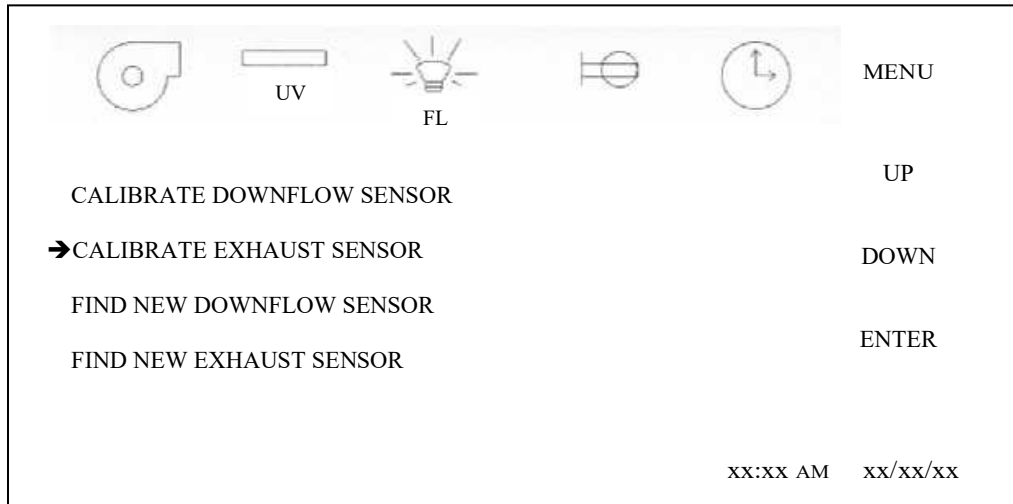 MENU
UV
FL
UP
CALIBRATE DOWNFLOW SENSOR
➔CALIBRATE EXHAUST SENSOR
DOWN
FIND NEW DOWNFLOW SENSOR
ENTER
FIND NEW EXHAUST SENSOR
xx:xx AM xx/xx/xx